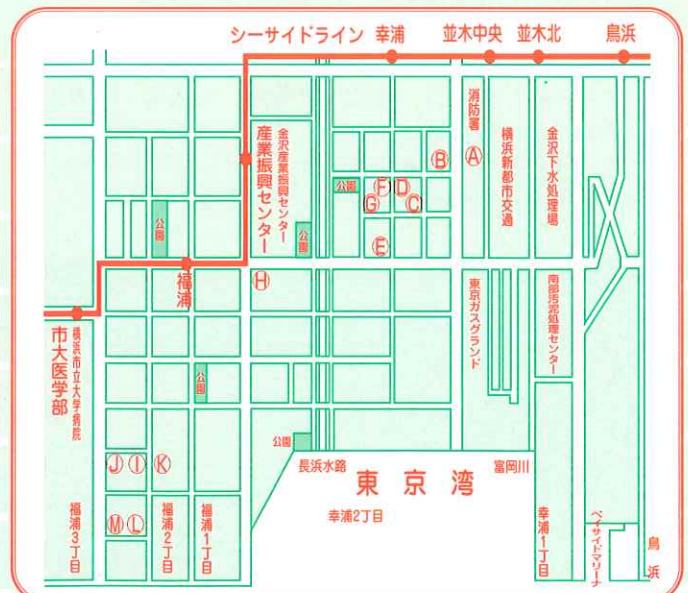 シーサイドライン
幸浦
並木中央
並木北
鳥浜
消防署
横浜新都市交通
金沢下水処理場
金沢産業振興センター
産業振興センター
公園
公園
公園
Ⓐ
Ⓑ
Ⓕ
Ⓓ
Ⓖ
Ⓒ
Ⓔ
Ⓗ
福浦
東京ガスグランド
南部汚泥処理センター
横浜市立大学病院
市大医学部
公園
公園
長浜水路
東京湾
富岡川
幸浦2丁目
Ⓙ
Ⓘ
Ⓚ
Ⓜ
Ⓛ
福浦3丁目
福浦2丁目
福浦1丁目
幸浦1丁目
ベイサイドマリーナ
鳥浜